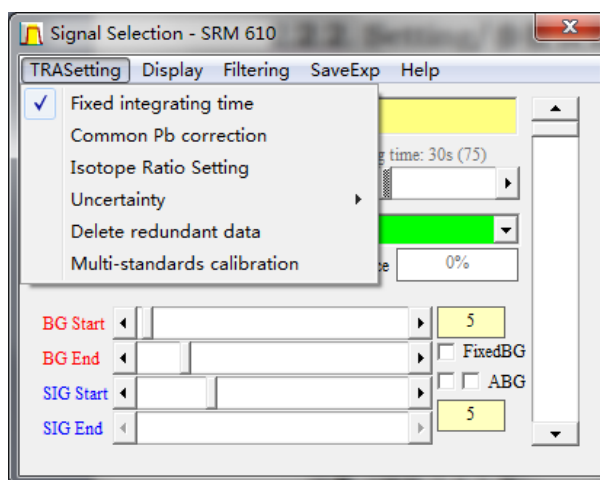 Signal Selection - SRM 610
TRASetting Display Filtering SaveExp Help
Fixed integrating time
Common Pb correction
time: 30s (75)
Isotope Ratio Setting
Uncertainty
Delete redundant data
Multi-standards calibration
0%
BG Start 5
BG End FixedBG
SIG Start ABG
SIG End 5